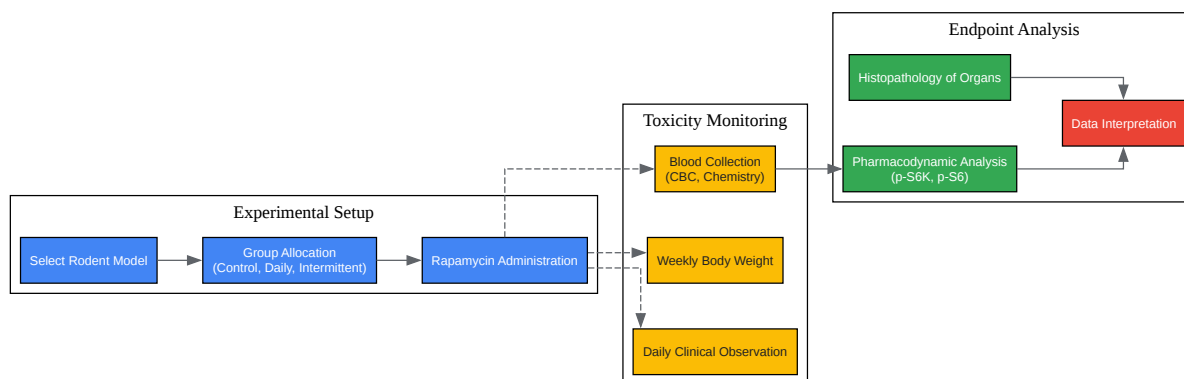 Experimental Setup
Select Rodent Model
Group Allocation
(Control, Daily, Intermittent)
Rapamycin Administration
Toxicity Monitoring
Blood Collection
(CBC, Chemistry)
Weekly Body Weight
Daily Clinical Observation
Endpoint Analysis
Histopathology of Organs
Pharmacodynamic Analysis
(p-S6K, p-S6)
Data Interpretation